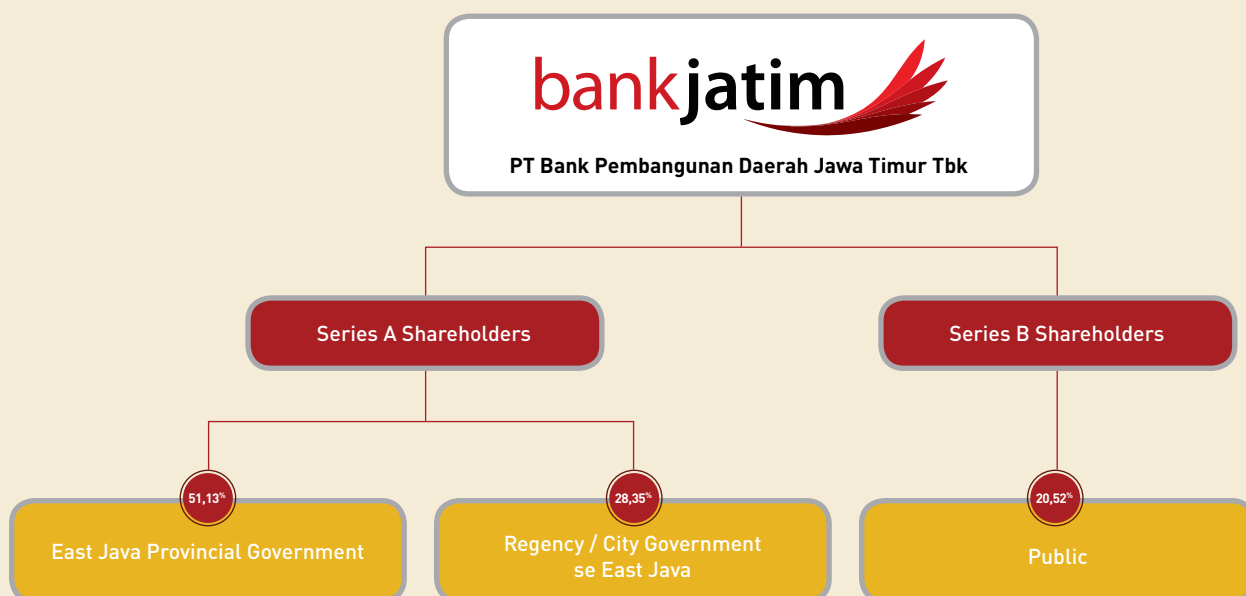 bankjatim
PT Bank Pembangunan Daerah Jawa Timur Tbk
Series A Shareholders
Series B Shareholders
51,13%
28,35%
20,52%
East Java Provincial Government
Regency / City Government
se East Java
Public